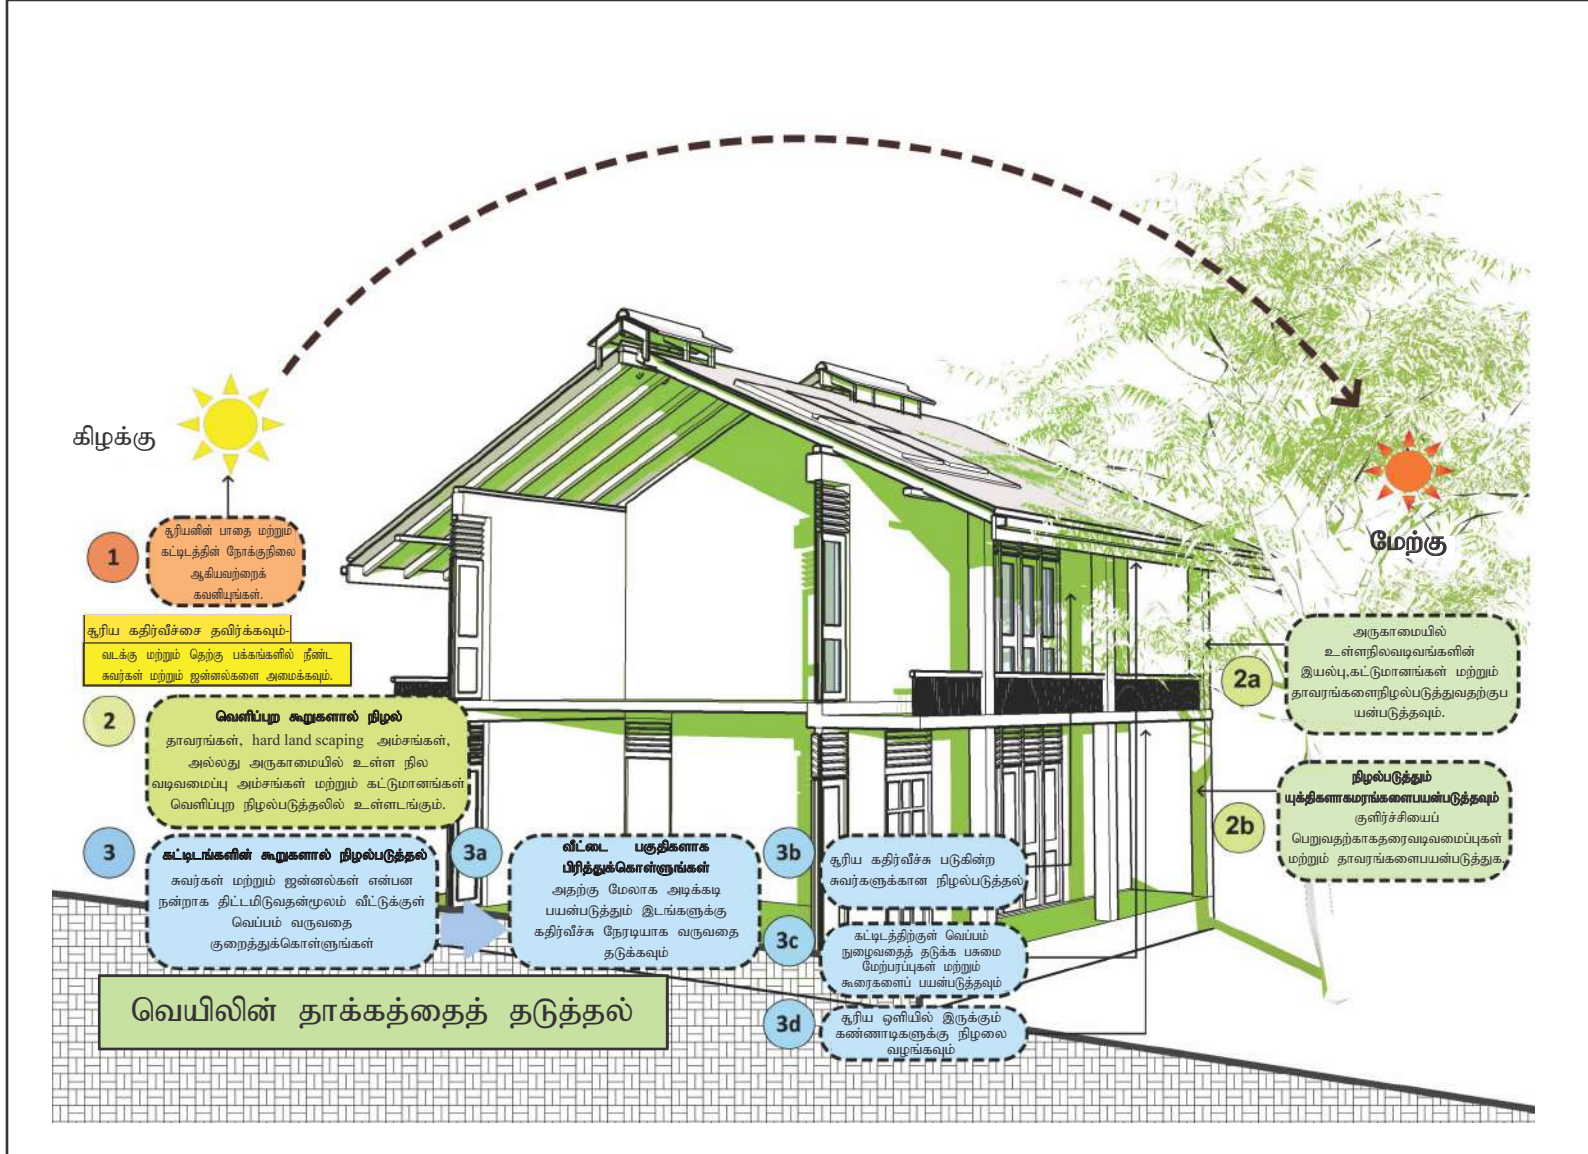 கிழக்கு
மேற்கு
1
சூரியனின் பாதை மற்றும்
கட்டிடத்தின் நோக்குநிலை
ஆகியவற்றைக்
கவனியுங்கள்.
சூரிய கதிர்வீச்சை தவிர்க்கவும்-
வடக்கு மற்றும் தெற்கு பக்கங்களில் நீண்ட
சுவர்கள் மற்றும் ஜன்னல்களை அமைக்கவும்.
2
வெளிப்புற கூறுகளால் நிழல்
தாவரங்கள், hard land scaping அம்சங்கள்,
அல்லது அருகாமையில் உள்ள நில
வடிவமைப்பு அம்சங்கள் மற்றும் கட்டுமானங்கள்
வெளிப்புற நிழல்படுத்தலில் உள்ளடங்கும்.
2a
அருகாமையில்
உள்ளநிலவடிவங்களின்
இயல்பு,கட்டுமானங்கள் மற்றும்
தாவரங்களைநிழல்படுத்துவதற்குப
யன்படுத்தவும்.
2b
நிழல்படுத்தும்
யுக்திகளாகமரங்களைபயன்படுத்தவும்
குளிர்ச்சியைப்
பெறுவதற்காகதரைவடிவமைப்புகள்
மற்றும் தாவரங்களைபயன்படுத்துக.
3
கட்டிடங்களின் கூறுகளால் நிழல்படுத்தல்
சுவர்கள் மற்றும் ஜன்னல்கள் என்பன
நன்றாக திட்டமிடுவதன்மூலம் வீட்டுக்குள்
வெப்பம் வருவதை
குறைத்துக்கொள்ளுங்கள்
3a
வீட்டை பகுதிகளாக
பிரித்துக்கொள்ளுங்கள்
அதற்கு மேலாக அடிக்கடி
பயன்படுத்தும் இடங்களுக்கு
கதிர்வீச்சு நேரடியாக வருவதை
தடுக்கவும்
3b
சூரிய கதிர்வீச்சு படுகின்ற
சுவர்களுக்கான நிழல்படுத்தல்
3c
கட்டிடத்திற்குள் வெப்பம்
நுழைவதைத் தடுக்க பசுமை
மேற்பரப்புகள் மற்றும்
கூரைகளைப் பயன்படுத்தவும்
3d
சூரிய ஒளியில் இருக்கும்
கண்ணாடிகளுக்கு நிழலை
வழங்கவும்
வெயிலின் தாக்கத்தைத் தடுத்தல்